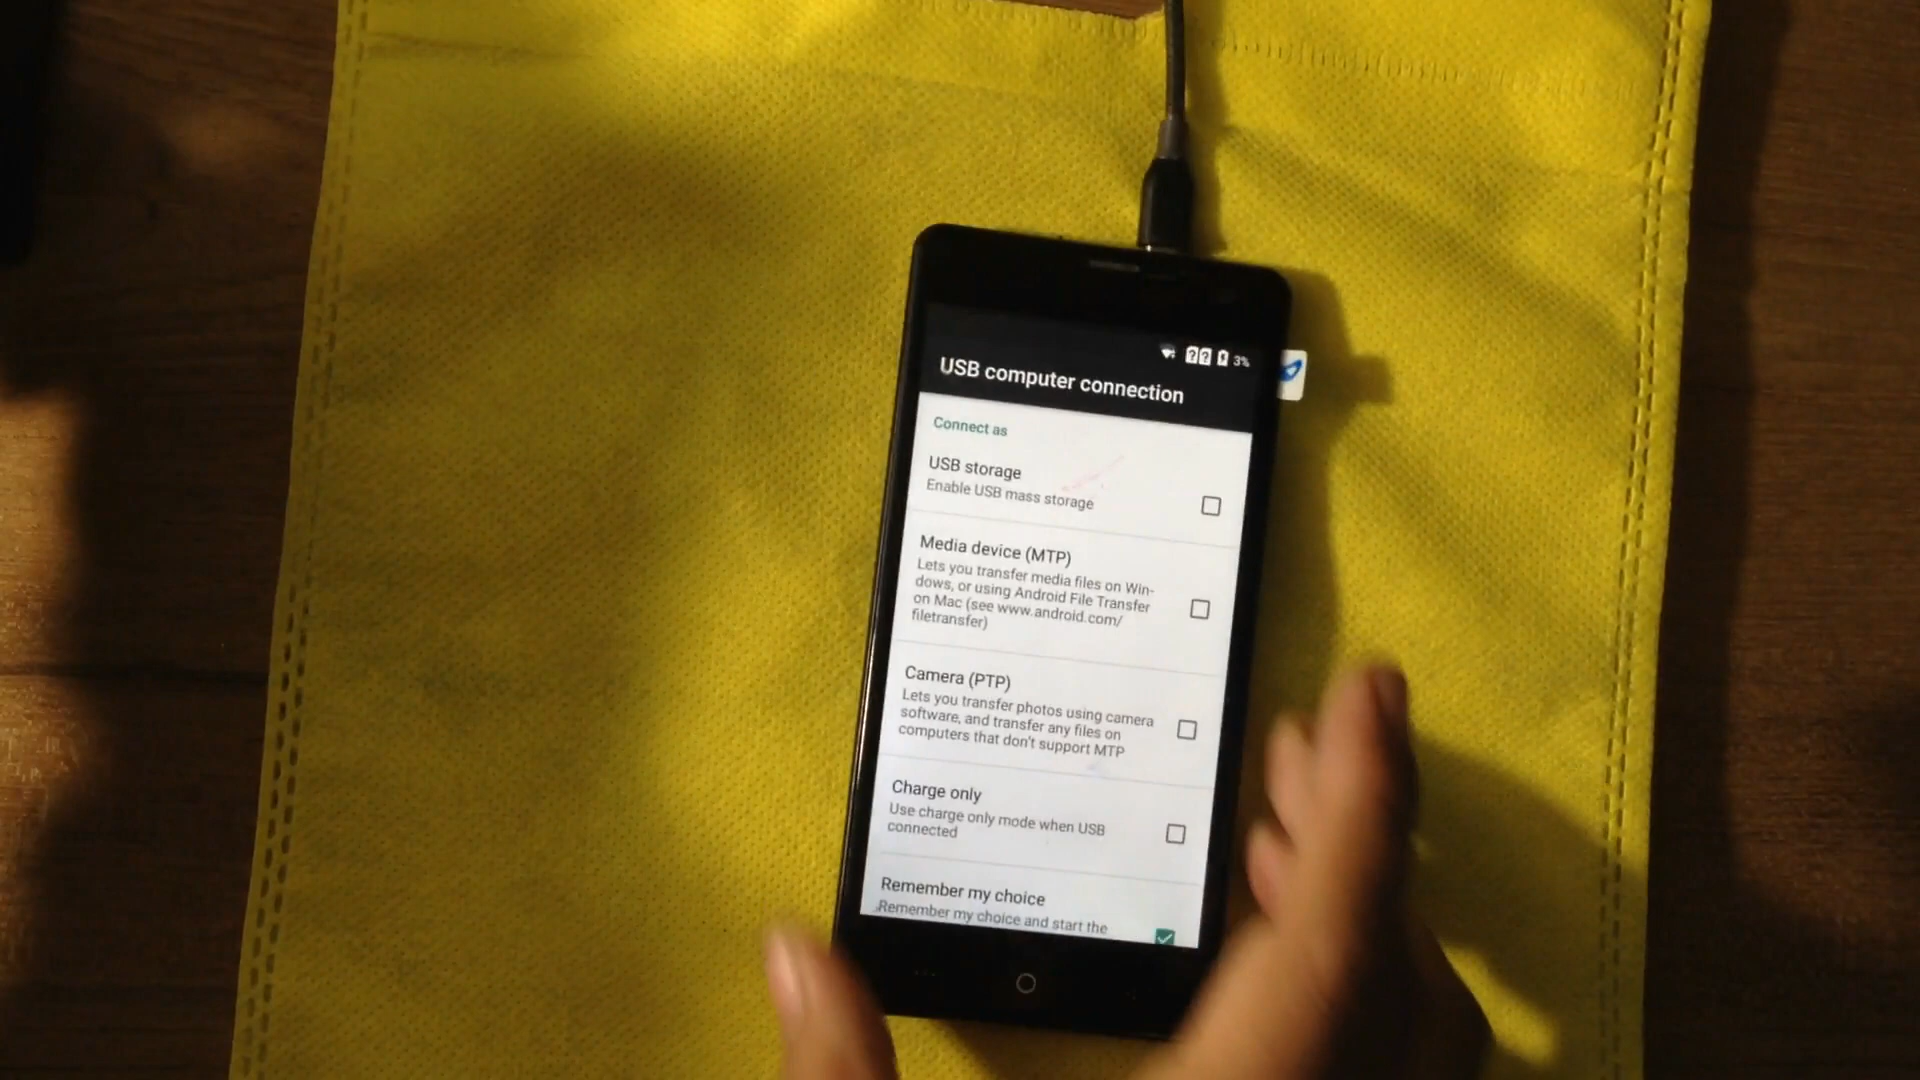 ?? 3%
USB computer connection
Connect as
USB storage
Enable USB mass storage
Media device (MTP)
Lets you transfer media files on Win-
dows, or using Android File Transfer
on Mac (see www.android.com/
filetransfer)
Camera (PTP)
Lets you transfer photos using camera
software, and transfer any files on
computers that don't support MTP
Charge only
Use charge only mode when USB
connected
Remember my choice
Remember my choice and start the